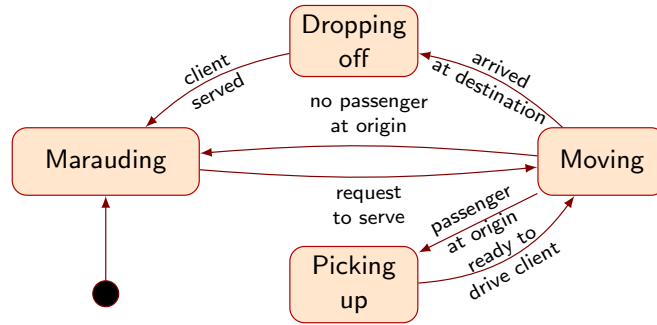 Dropping
off
client
served
arrived
at destination
no passenger
at origin
Marauding
Moving
request
to serve
passenger
at origin
ready to
drive client
Picking
up